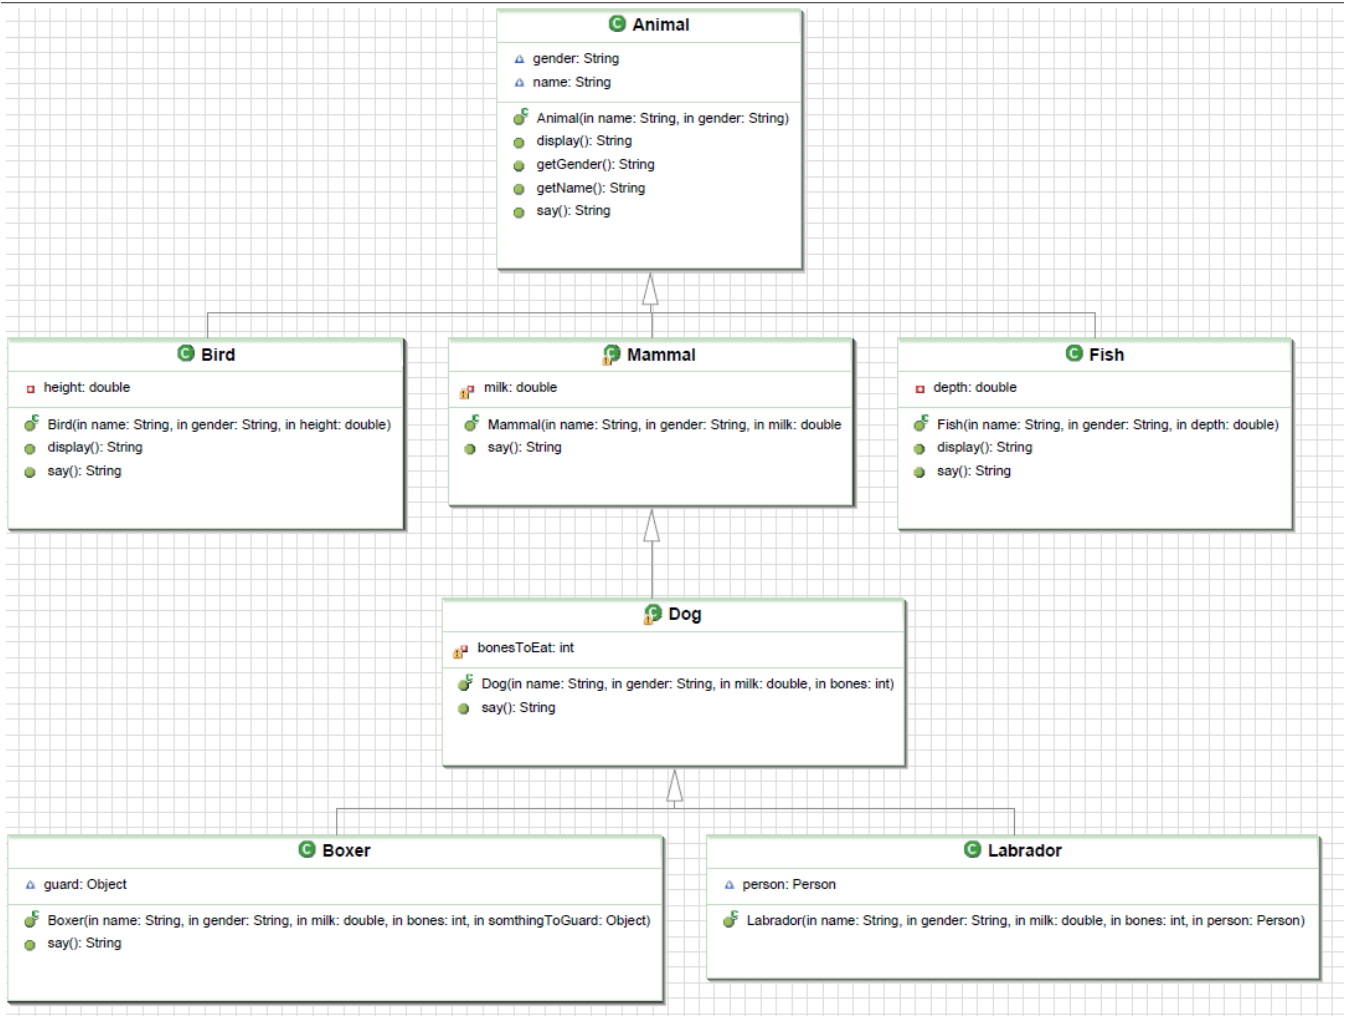 Animal
gender: String
name: String
Animal(in name: String, in gender: String)
display(): String
getGender(): String
getName(): String
say(): String
Bird
height: double
Bird(in name: String, in gender: String, in height: double)
display(): String
say(): String
Mammal
milk: double
Mammal(in name: String, in gender: String, in milk: double
say(): String
Fish
depth: double
Fish(in name: String, in gender: String, in depth: double)
display(): String
say(): String
Dog
bonesToEat: int
Dog(in name: String, in gender: String, in milk: double, in bones: int)
say(): String
Boxer
guard: Object
Boxer(in name: String, in gender: String, in milk: double, in bones: int, in somthingToGuard: Object)
say(): String
Labrador
person: Person
Labrador(in name: String, in gender: String, in milk: double, in bones: int, in person: Person)